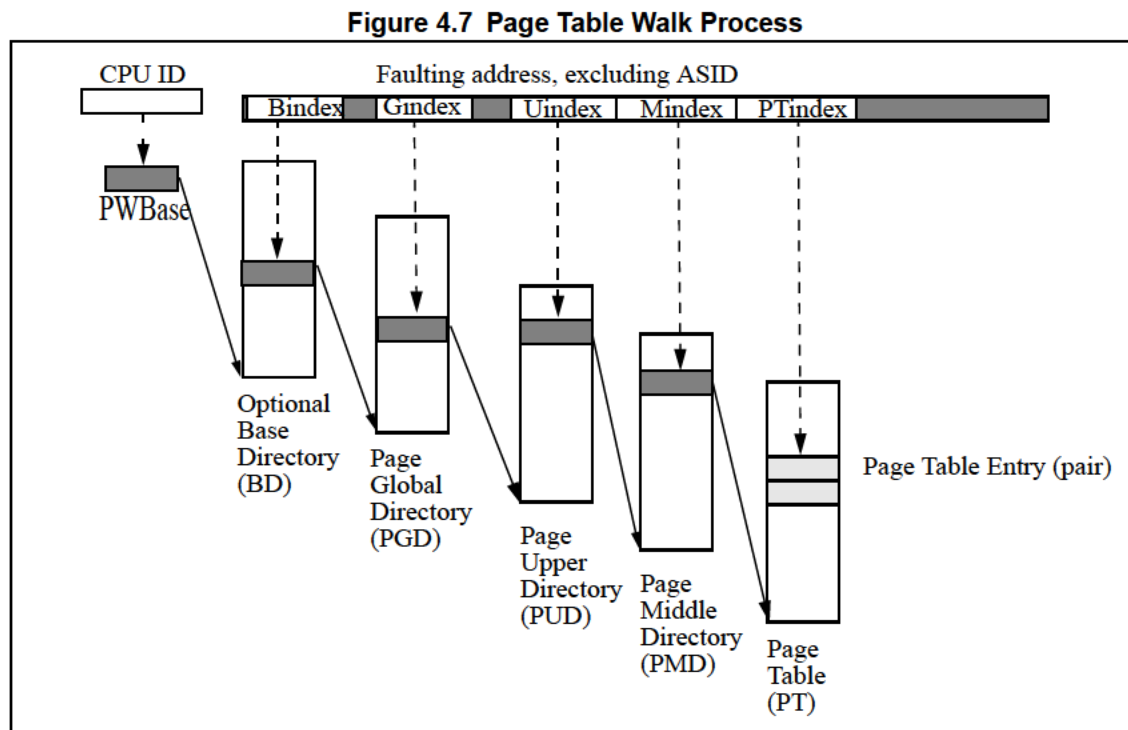 Figure 4.7 Page Table Walk Process
CPU ID
Faulting address, excluding ASID
Bindex
Gindex
Uindex
Mindex
PTindex
PWBase
Optional
Base
Directory
(BD)
Page
Global
Directory
(PGD)
Page
Upper
Directory
(PUD)
Page
Middle
Directory
(PMD)
Page
Table
(PT)
Page Table Entry (pair)